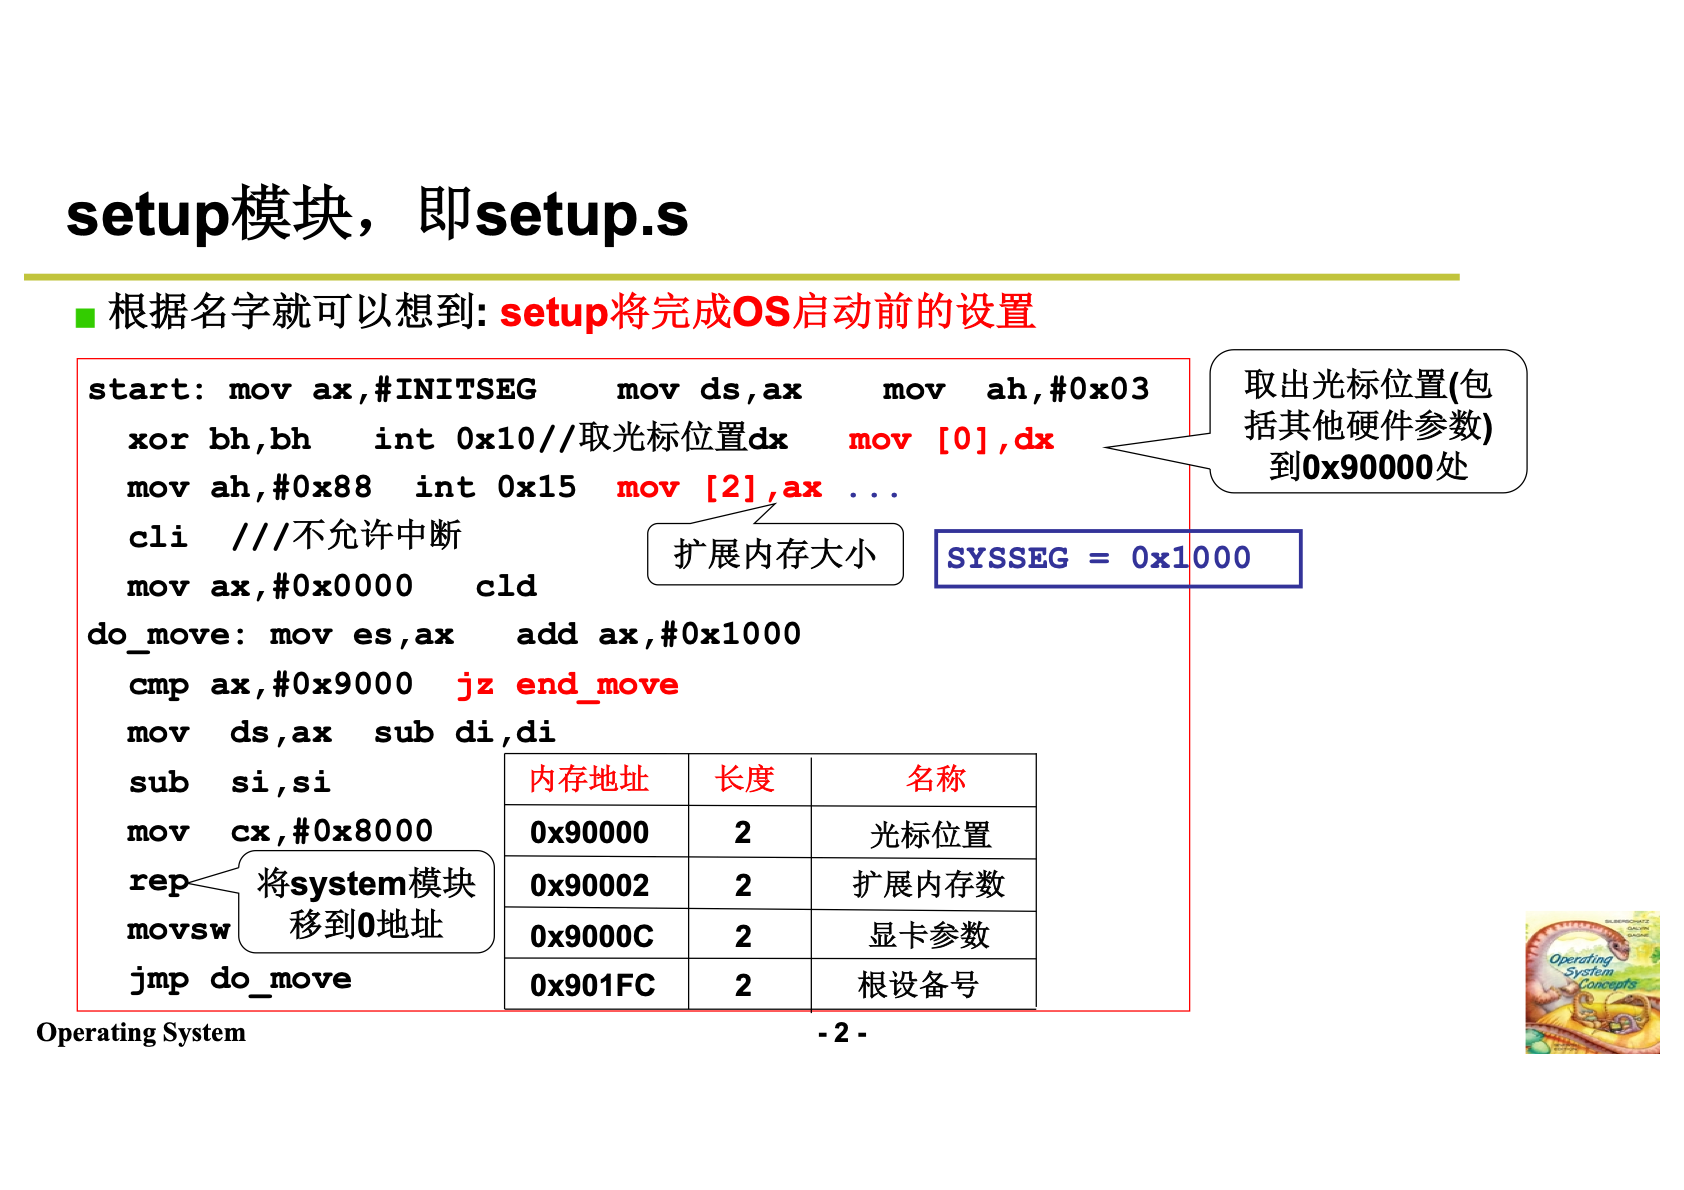 setup模块，即setup.s
根据名字就可以想到: setup将完成OS启动前的设置
start: mov ax,#INITSEG mov ds,ax mov ah,#0x03
xor bh,bh int 0x10//取光标位置dx mov [0],dx
mov ah,#0x88 int 0x15 mov [2],ax ...
cli ///不允许中断
mov ax,#0x0000 cld
do_move: mov es,ax add ax,#0x1000
cmp ax,#0x9000 jz end_move
mov ds,ax sub di,di
sub si,si
mov cx,#0x8000
rep
movsw
jmp do_move
取出光标位置(包
括其他硬件参数)
到0x90000处
扩展内存大小
SYSSEG = 0x1000
将system模块
移到0地址
内存地址 长度 名称
0x90000 2 光标位置
0x90002 2 扩展内存数
0x9000C 2 显卡参数
0x901FC 2 根设备号
Operating System
- 2 -
SILBERSCHATZ
GALVIN
GAGNE
Operating
System
Concepts